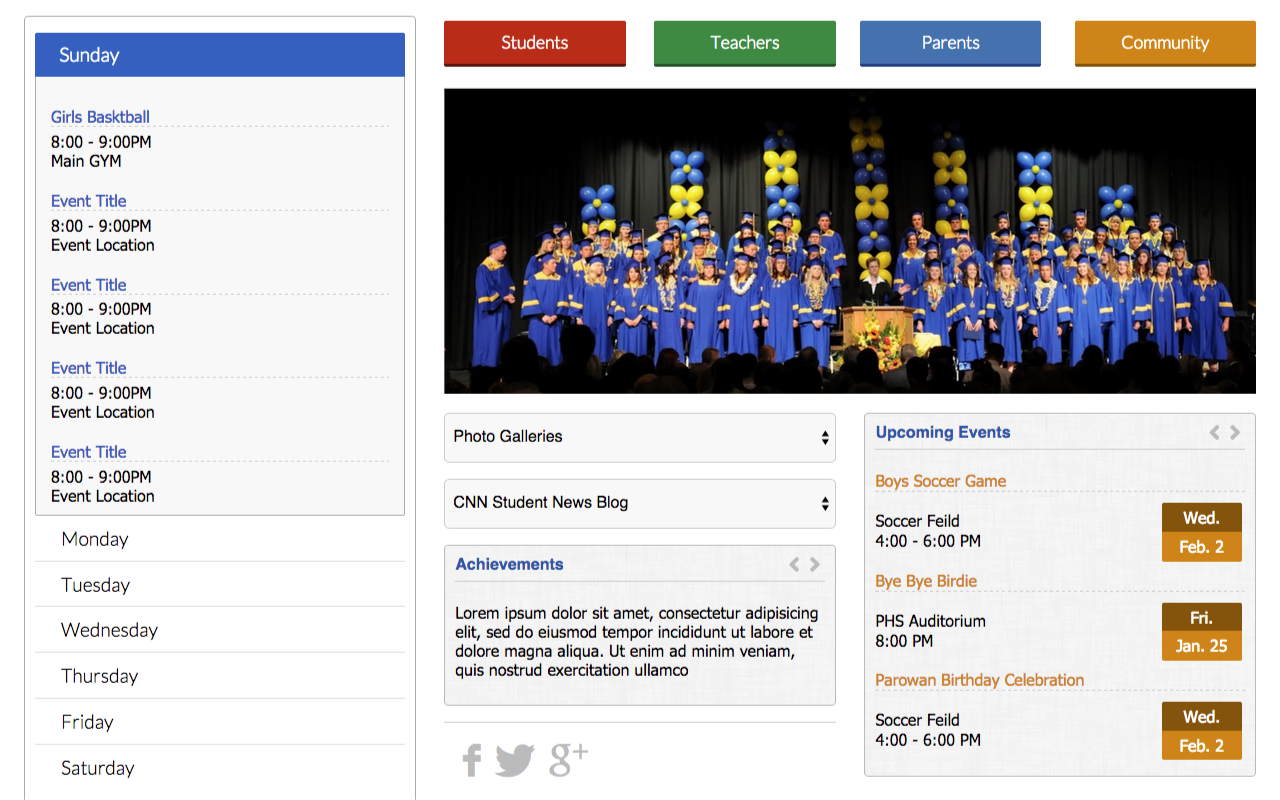 Sunday
Girls Basktball
8:00 - 9:00PM
Main GYM
Event Title
8:00 - 9:00PM
Event Location
Event Title
8:00 - 9:00PM
Event Location
Event Title
8:00 - 9:00PM
Event Location
Event Title
8:00 - 9:00PM
Event Location
Monday
Tuesday
Wednesday
Thursday
Friday
Saturday
Students
Teachers
Parents
Community
Photo Galleries
CNN Student News Blog
Achievements
Lorem ipsum dolor sit amet, consectetur adipisicing
elit, sed do eiusmod tempor incididunt ut labore et
dolore magna aliqua. Ut enim ad minim veniam,
quis nostrud exercitation ullamco
f
g+
Upcoming Events
Boys Soccer Game
Soccer Feild
4:00 - 6:00 PM
Wed.
Feb. 2
Bye Bye Birdie
PHS Auditorium
8:00 PM
Fri.
Jan. 25
Parowan Birthday Celebration
Soccer Feild
4:00 - 6:00 PM
Wed.
Feb. 2